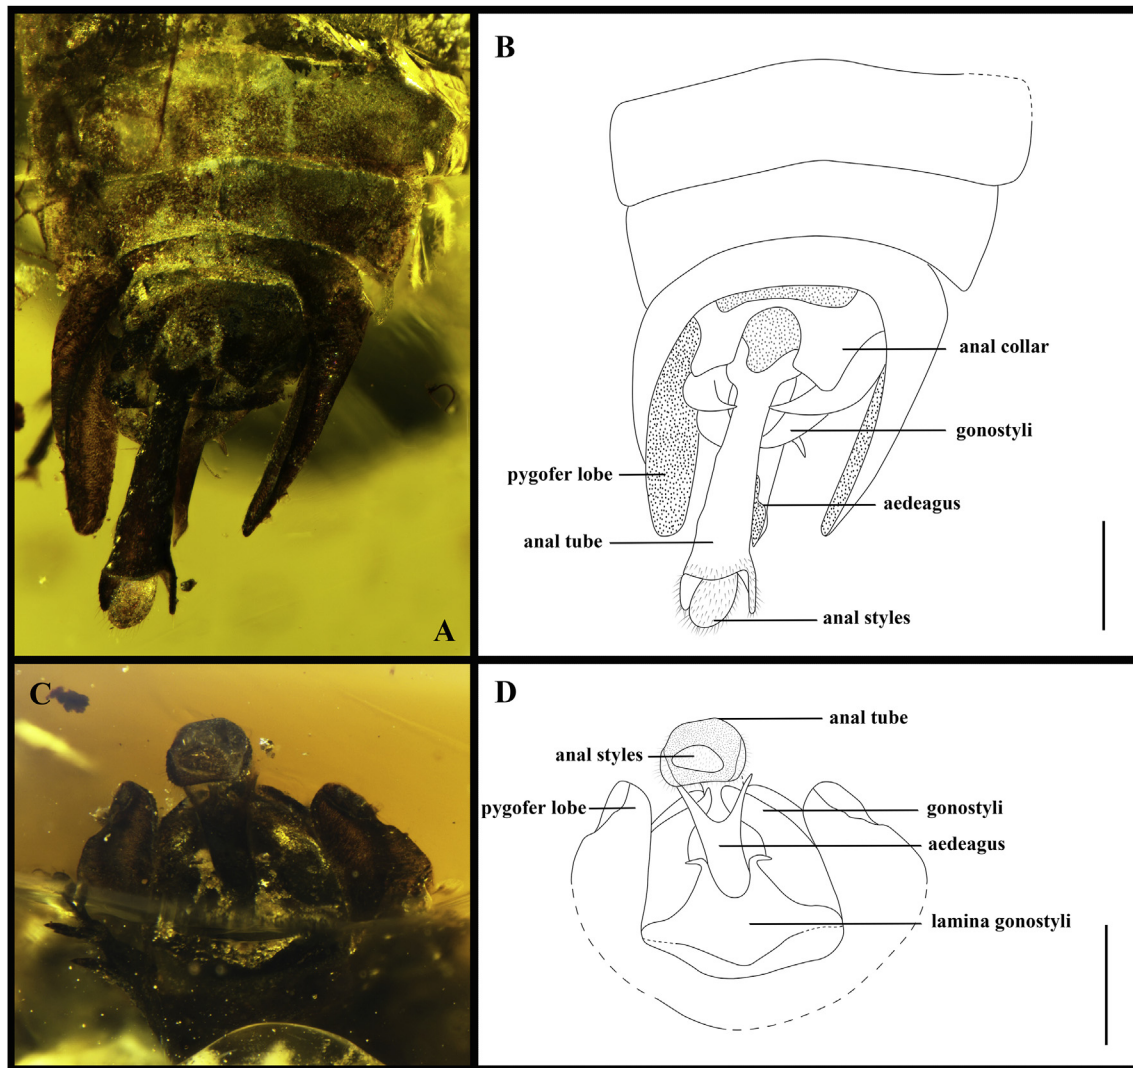 A
B
anal collar
gonostyli
pygofer lobe
aedeagus
anal tube
anal styles
C
D
anal tube
anal styles
pygofer lobe
gonostyli
aedeagus
lamina gonostyli